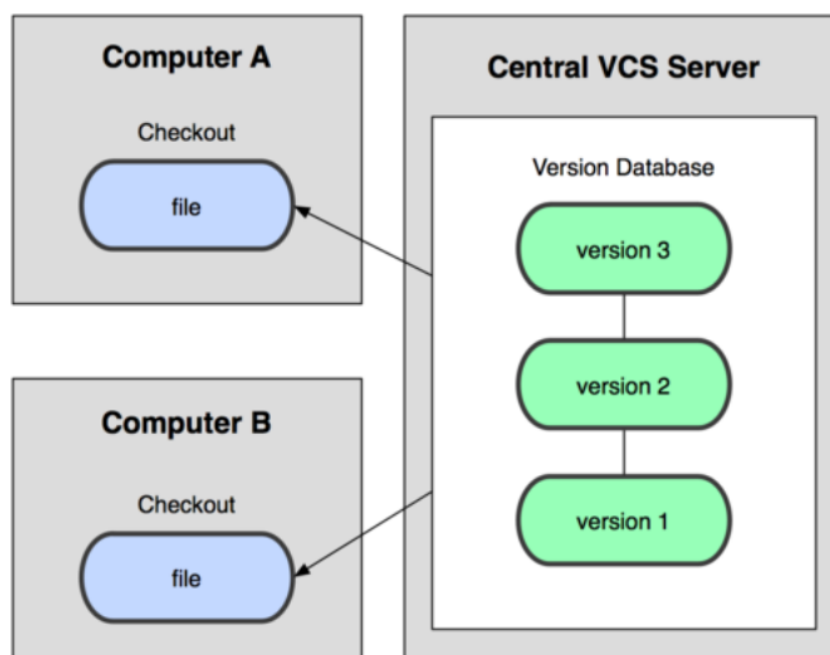 Computer A
Checkout
file
Computer B
Checkout
file
Central VCS Server
Version Database
version 3
version 2
version 1